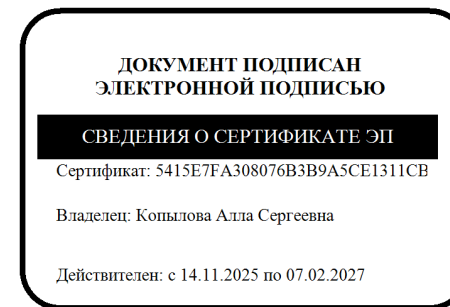 ДОКУМЕНТ ПОДПИСАН
ЭЛЕКТРОННОЙ ПОДПИСЬЮ
СВЕДЕНИЯ О СЕРТИФИКАТЕ ЭП
Сертификат: 5415E7FA308076B3B9A5CE1311CB
Владелец: Копылова Алла Сергеевна
Действителен: с 14.11.2025 по 07.02.2027